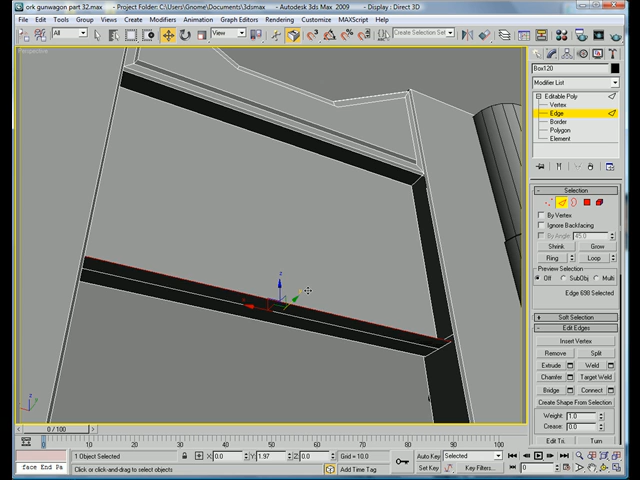 ork gunwagon part 32.max - Project Folder: C:\Users\Gnome\Documents\3dsmax - Autodesk 3ds Max 2009 - Display : Direct 3D
File Edit Tools Group Views Create Modifiers Animation Graph Editors Rendering Customize MAXScript Help
All View Create Selection Set
Perspective
Box120
Modifier List
Editable Poly
Vertex
Edge
Border
Polygon
Element
Selection
By Vertex
Ignore Backfacing
By Angle: 45.0
Shrink Grow
Ring Loop
Preview Selection
Off SubObj Multi
Edge 698 Selected
Soft Selection
Edit Edges
Insert Vertex
Remove Split
Extrude Weld
Chamfer Target Weld
Bridge Connect
Create Shape From Selection
Weight: 1.0
Crease: 0.0
Edit Tri. Turn
0 / 100
0 10 20 30 40 50 60 70 80 90 100
1 Object Selected X: 0.0 Y: 1.97 Z: 0.0 Grid = 10.0 Auto Key Selected
face End Pa Click or click-and-drag to select objects Add Time Tag Set Key Key Filters... 0